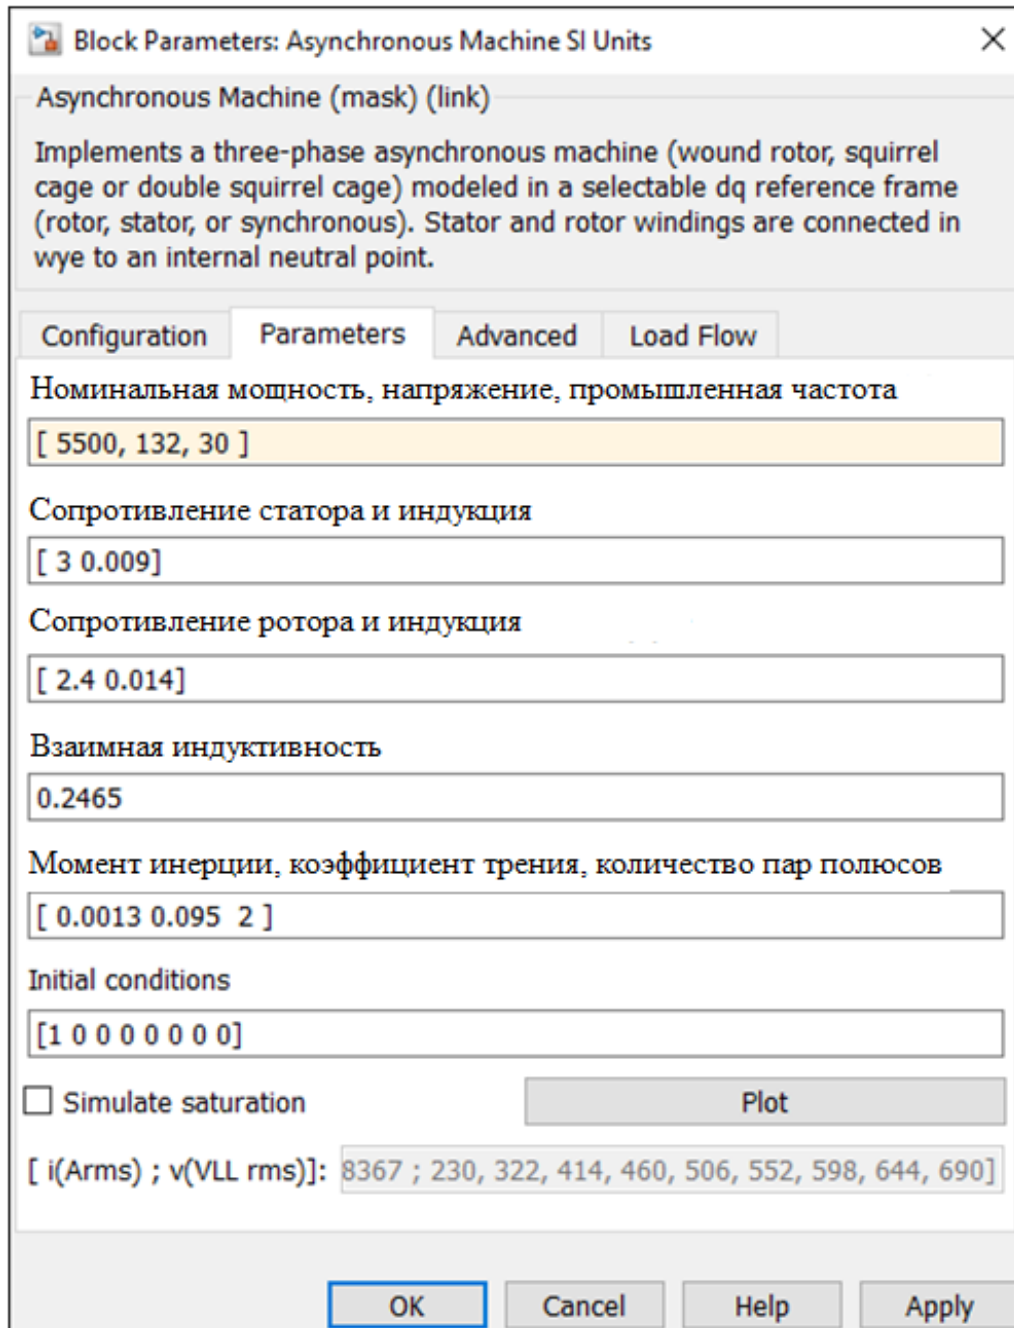 Block Parameters: Asynchronous Machine SI Units
Asynchronous Machine (mask) (link)
Implements a three-phase asynchronous machine (wound rotor, squirrel
cage or double squirrel cage) modeled in a selectable dq reference frame
(rotor, stator, or synchronous). Stator and rotor windings are connected in
wye to an internal neutral point.
Configuration Parameters Advanced Load Flow
Номинальная мощность, напряжение, промышленная частота
[ 5500, 132, 30 ]
Сопротивление статора и индукция
[ 3 0.009]
Сопротивление ротора и индукция
[ 2.4 0.014]
Взаимная индуктивность
0.2465
Момент инерции, коэффициент трения, количество пар полюсов
[ 0.0013 0.095  2 ]
Initial conditions
[1 0 0 0 0 0 0 0]
Simulate saturation Plot
[ i(Arms) ; v(VLL rms)]: 8367 ; 230, 322, 414, 460, 506, 552, 598, 644, 690]
OK Cancel Help Apply